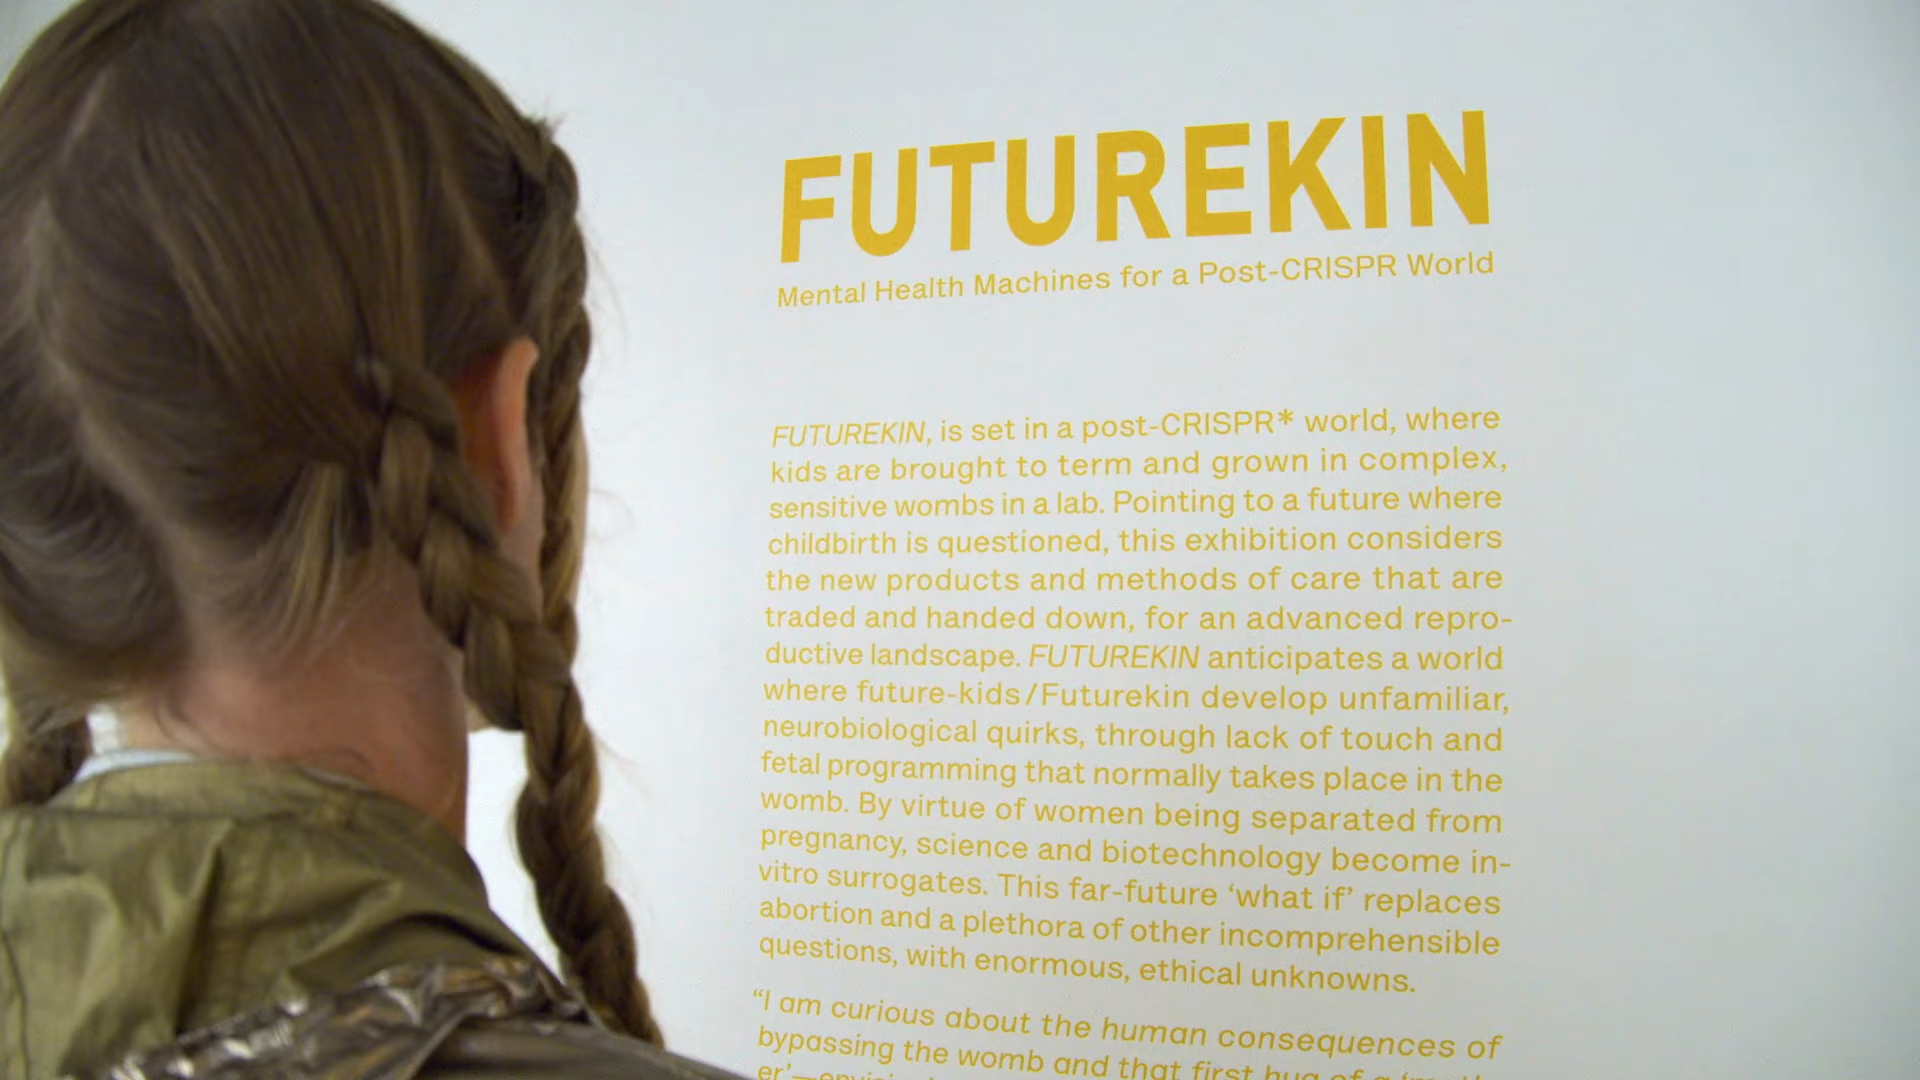 FUTUREKIN
Mental Health Machines for a Post-CRISPR World
FUTUREKIN, is set in a post-CRISPR* world, where
kids are brought to term and grown in complex,
sensitive wombs in a lab. Pointing to a future where
childbirth is questioned, this exhibition considers
the new products and methods of care that are
traded and handed down, for an advanced repro-
ductive landscape. FUTUREKIN anticipates a world
where future-kids/Futurekin develop unfamiliar,
neurobiological quirks, through lack of touch and
fetal programming that normally takes place in the
womb. By virtue of women being separated from
pregnancy, science and biotechnology become in-
vitro surrogates. This far-future ‘what if’ replaces
abortion and a plethora of other incomprehensible
questions, with enormous, ethical unknowns.
“I am curious about the human consequences of
bypassing the womb and that first hug of a